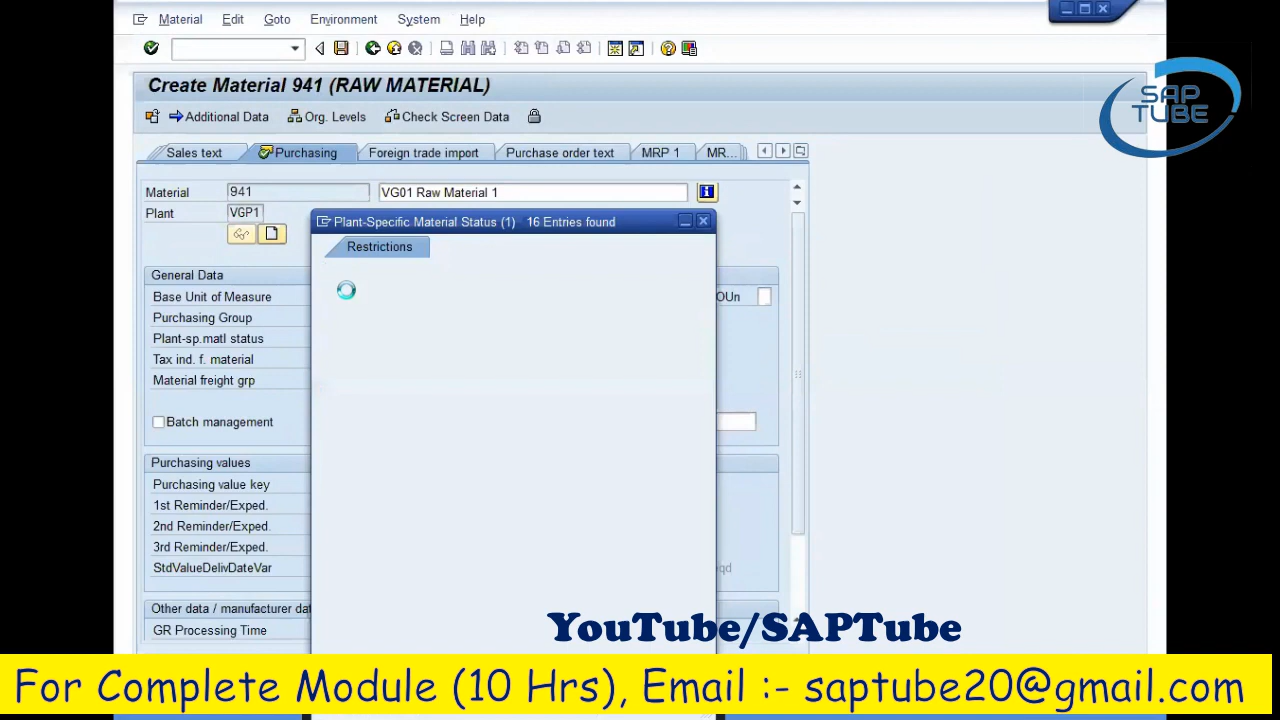 Material Edit Goto Environment System Help
Create Material 941 (RAW MATERIAL)
Additional Data Org. Levels Check Screen Data
SAP
TUBE
Sales text Purchasing Foreign trade import Purchase order text MRP 1 MR...
Material 941 VG01 Raw Material 1
Plant VGP1
Plant-Specific Material Status (1) 16 Entries found
Restrictions
General Data
Base Unit of Measure OUn
Purchasing Group
Plant-sp.matl status
Tax ind. f. material
Material freight grp
Batch management
Purchasing values
Purchasing value key
1st Reminder/Exped.
2nd Reminder/Exped.
3rd Reminder/Exped.
StdValueDelivDateVar qd
Other data / manufacturer dat
GR Processing Time
YouTube/SAPTube
For Complete Module (10 Hrs), Email :- saptube20@gmail.com